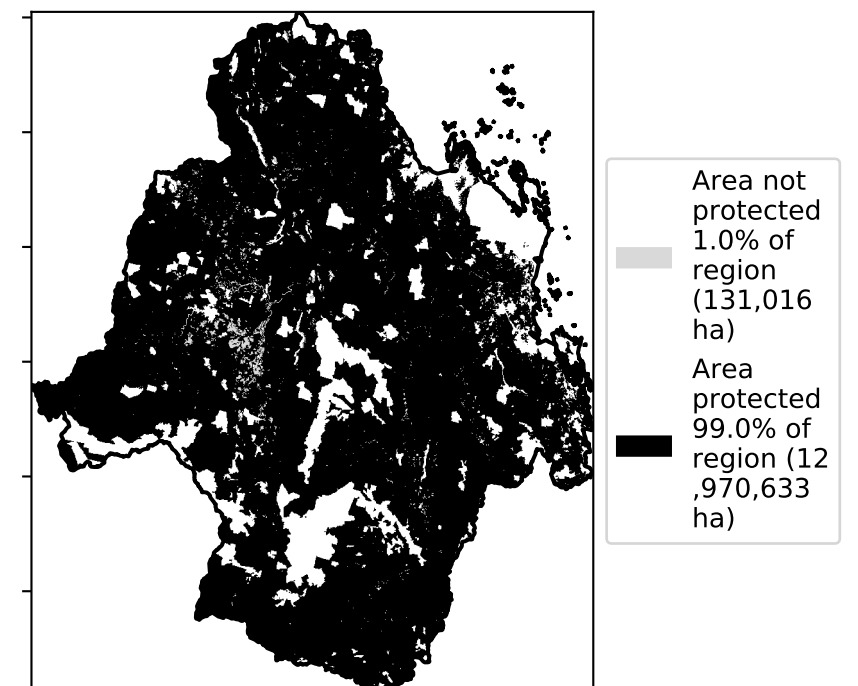 Area not
protected
1.0% of
region
(131,016
ha)
Area
protected
99.0% of
region (12
,970,633
ha)